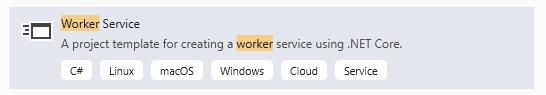 Worker Service
A project template for creating a worker service using .NET Core.
C# Linux macOS Windows Cloud Service